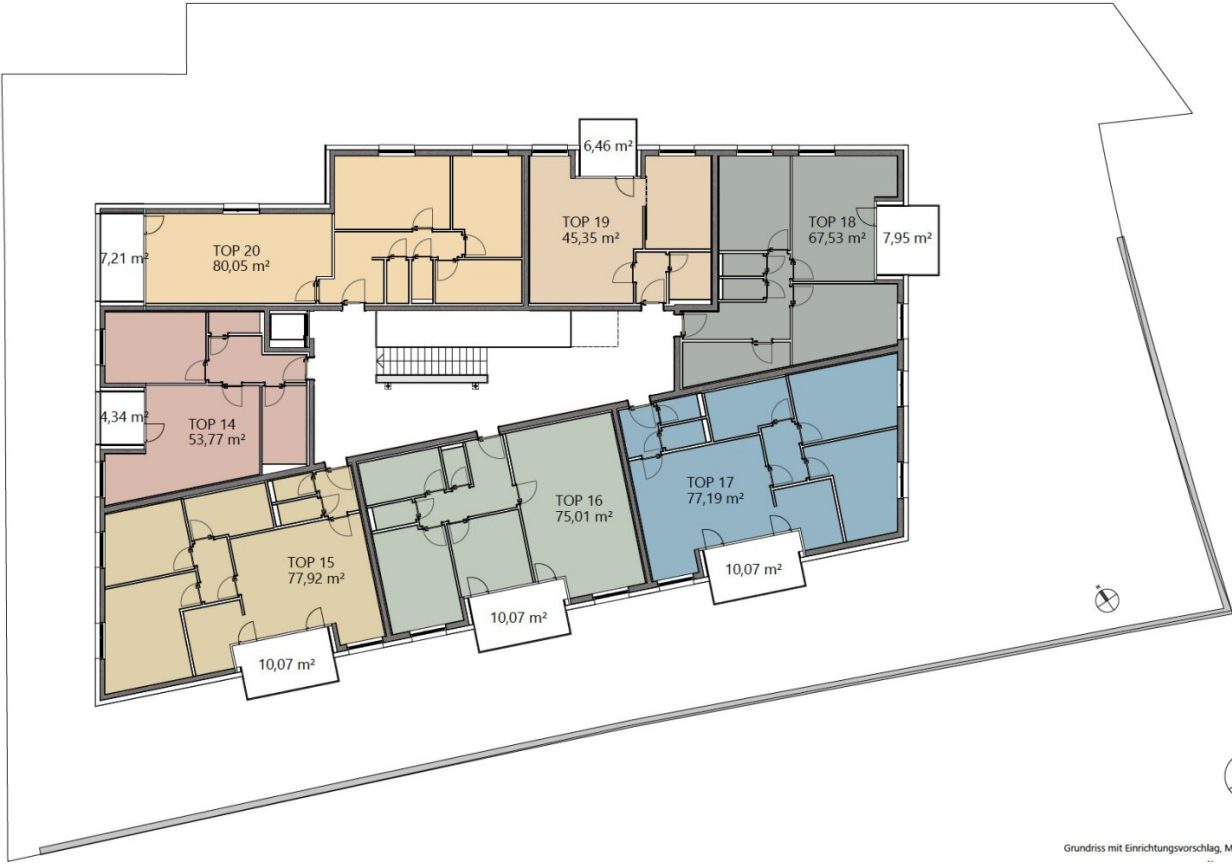 6,46 m²
TOP 19
45,35 m²
TOP 18
67,53 m²
7,95 m²
TOP 20
80,05 m²
7,21 m²
4,34 m²
TOP 14
53,77 m²
TOP 17
77,19 m²
TOP 16
75,01 m²
TOP 15
77,92 m²
10,07 m²
10,07 m²
10,07 m²
Grundriss mit Einrichtungsvorschlag, M